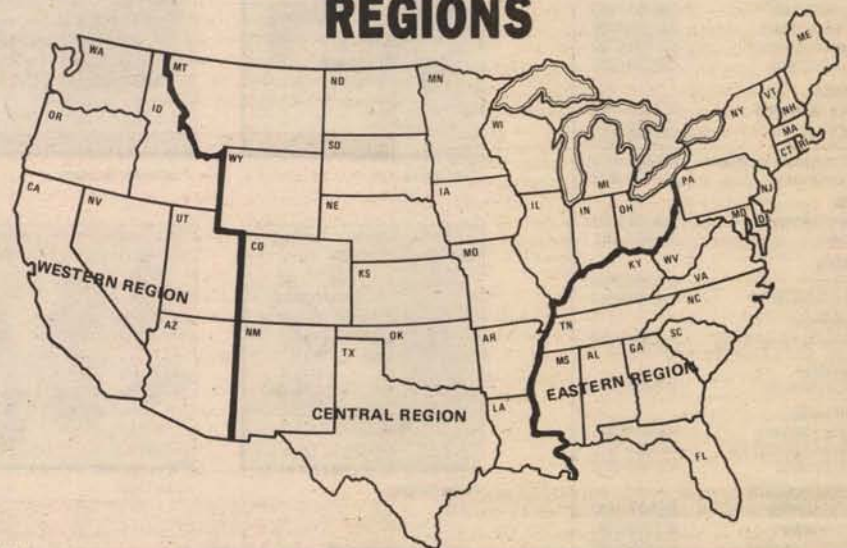 REGIONS
WA
MT
ND
MN
ME
OR
ID
SD
WI
NY
VT
NH
MA
CT
RI
WY
CA
NV
UT
NE
IA
IL
IN
MI
OH
PA
NJ
MD
CO
KS
MO
KY
WV
VA
WESTERN REGION
AZ
NM
TX
OK
AR
TN
NC
SC
MS
AL
GA
EASTERN REGION
CENTRAL REGION
LA
FL